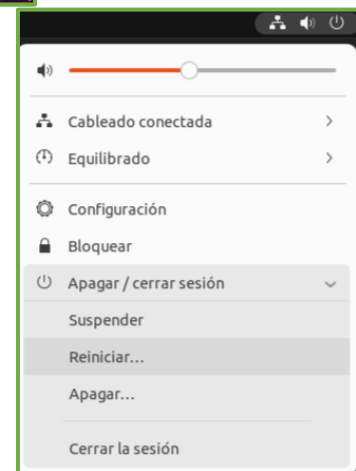 Cableado conectada
Equilibrado
Configuración
Bloquear
Apagar / cerrar sesión
Suspender
Reiniciar...
Apagar...
Cerrar la sesión